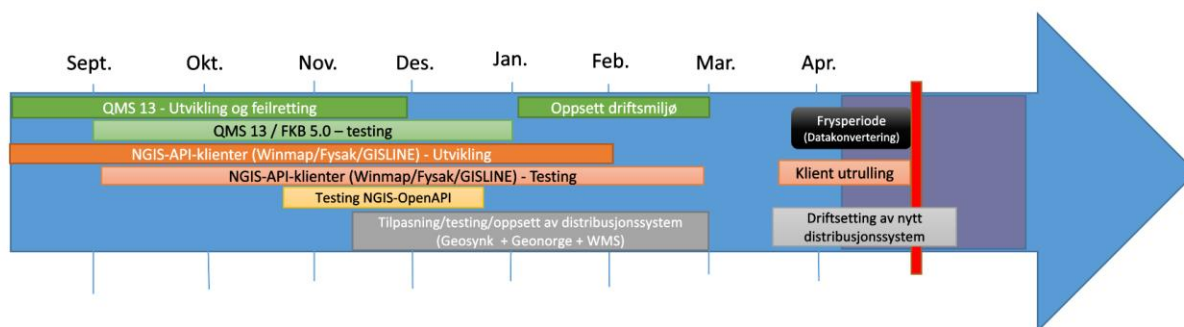 Sept. Okt. Nov. Des. Jan. Feb. Mar. Apr.
QMS 13 - Utvikling og feilretting
Oppsett driftsmiljø
QMS 13 / FKB 5.0 – testing
Frysperiode
(Datakonvertering)
NGIS-API-klienter (Winmap/Fysak/GISLINE) - Utvikling
NGIS-API-klienter (Winmap/Fysak/GISLINE) - Testing
Klient utrulling
Testing NGIS-OpenAPI
Tilpasning/testing/oppsett av distribusjonssystem
(Geosynk + Geonorge + WMS)
Driftsetting av nytt
distribusjonssystem